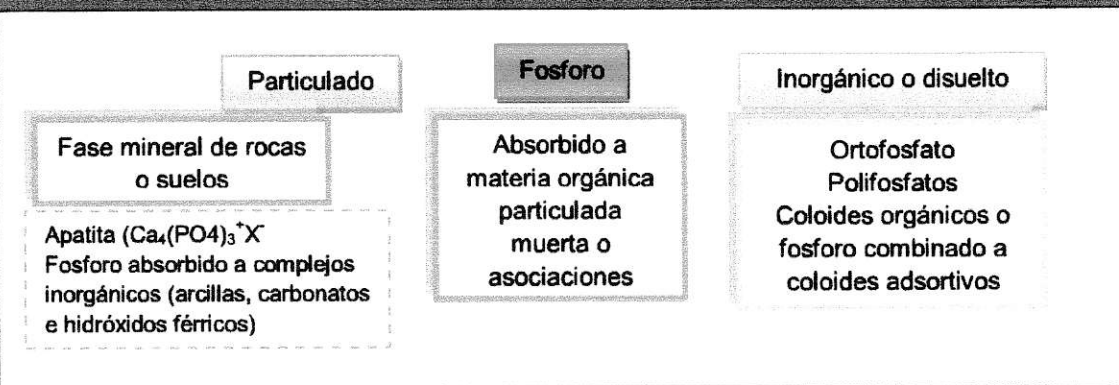 Particulado
Fase mineral de rocas
o suelos
Apatita (Ca₄(PO4)₃⁺X⁻
Fosforo absorbido a complejos
inorgánicos (arcillas, carbonatos
e hidróxidos férricos)
Fosforo
Absorbido a
materia orgánica
particulada
muerta o
asociaciones
Inorgánico o disuelto
Ortofosfato
Polifosfatos
Coloides orgánicos o
fosforo combinado a
coloides adsortivos